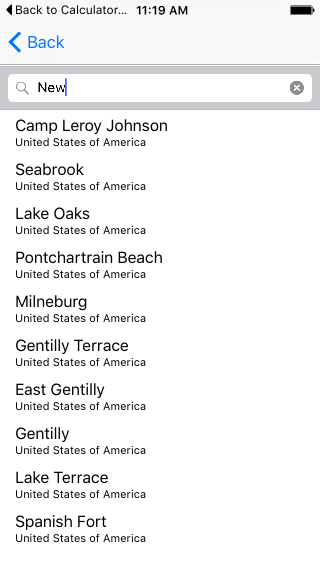 Back to Calculator... 11:19 AM
Back
New
Camp Leroy Johnson
United States of America
Seabrook
United States of America
Lake Oaks
United States of America
Pontchartrain Beach
United States of America
Milneburg
United States of America
Gentilly Terrace
United States of America
East Gentilly
United States of America
Gentilly
United States of America
Lake Terrace
United States of America
Spanish Fort
United States of America